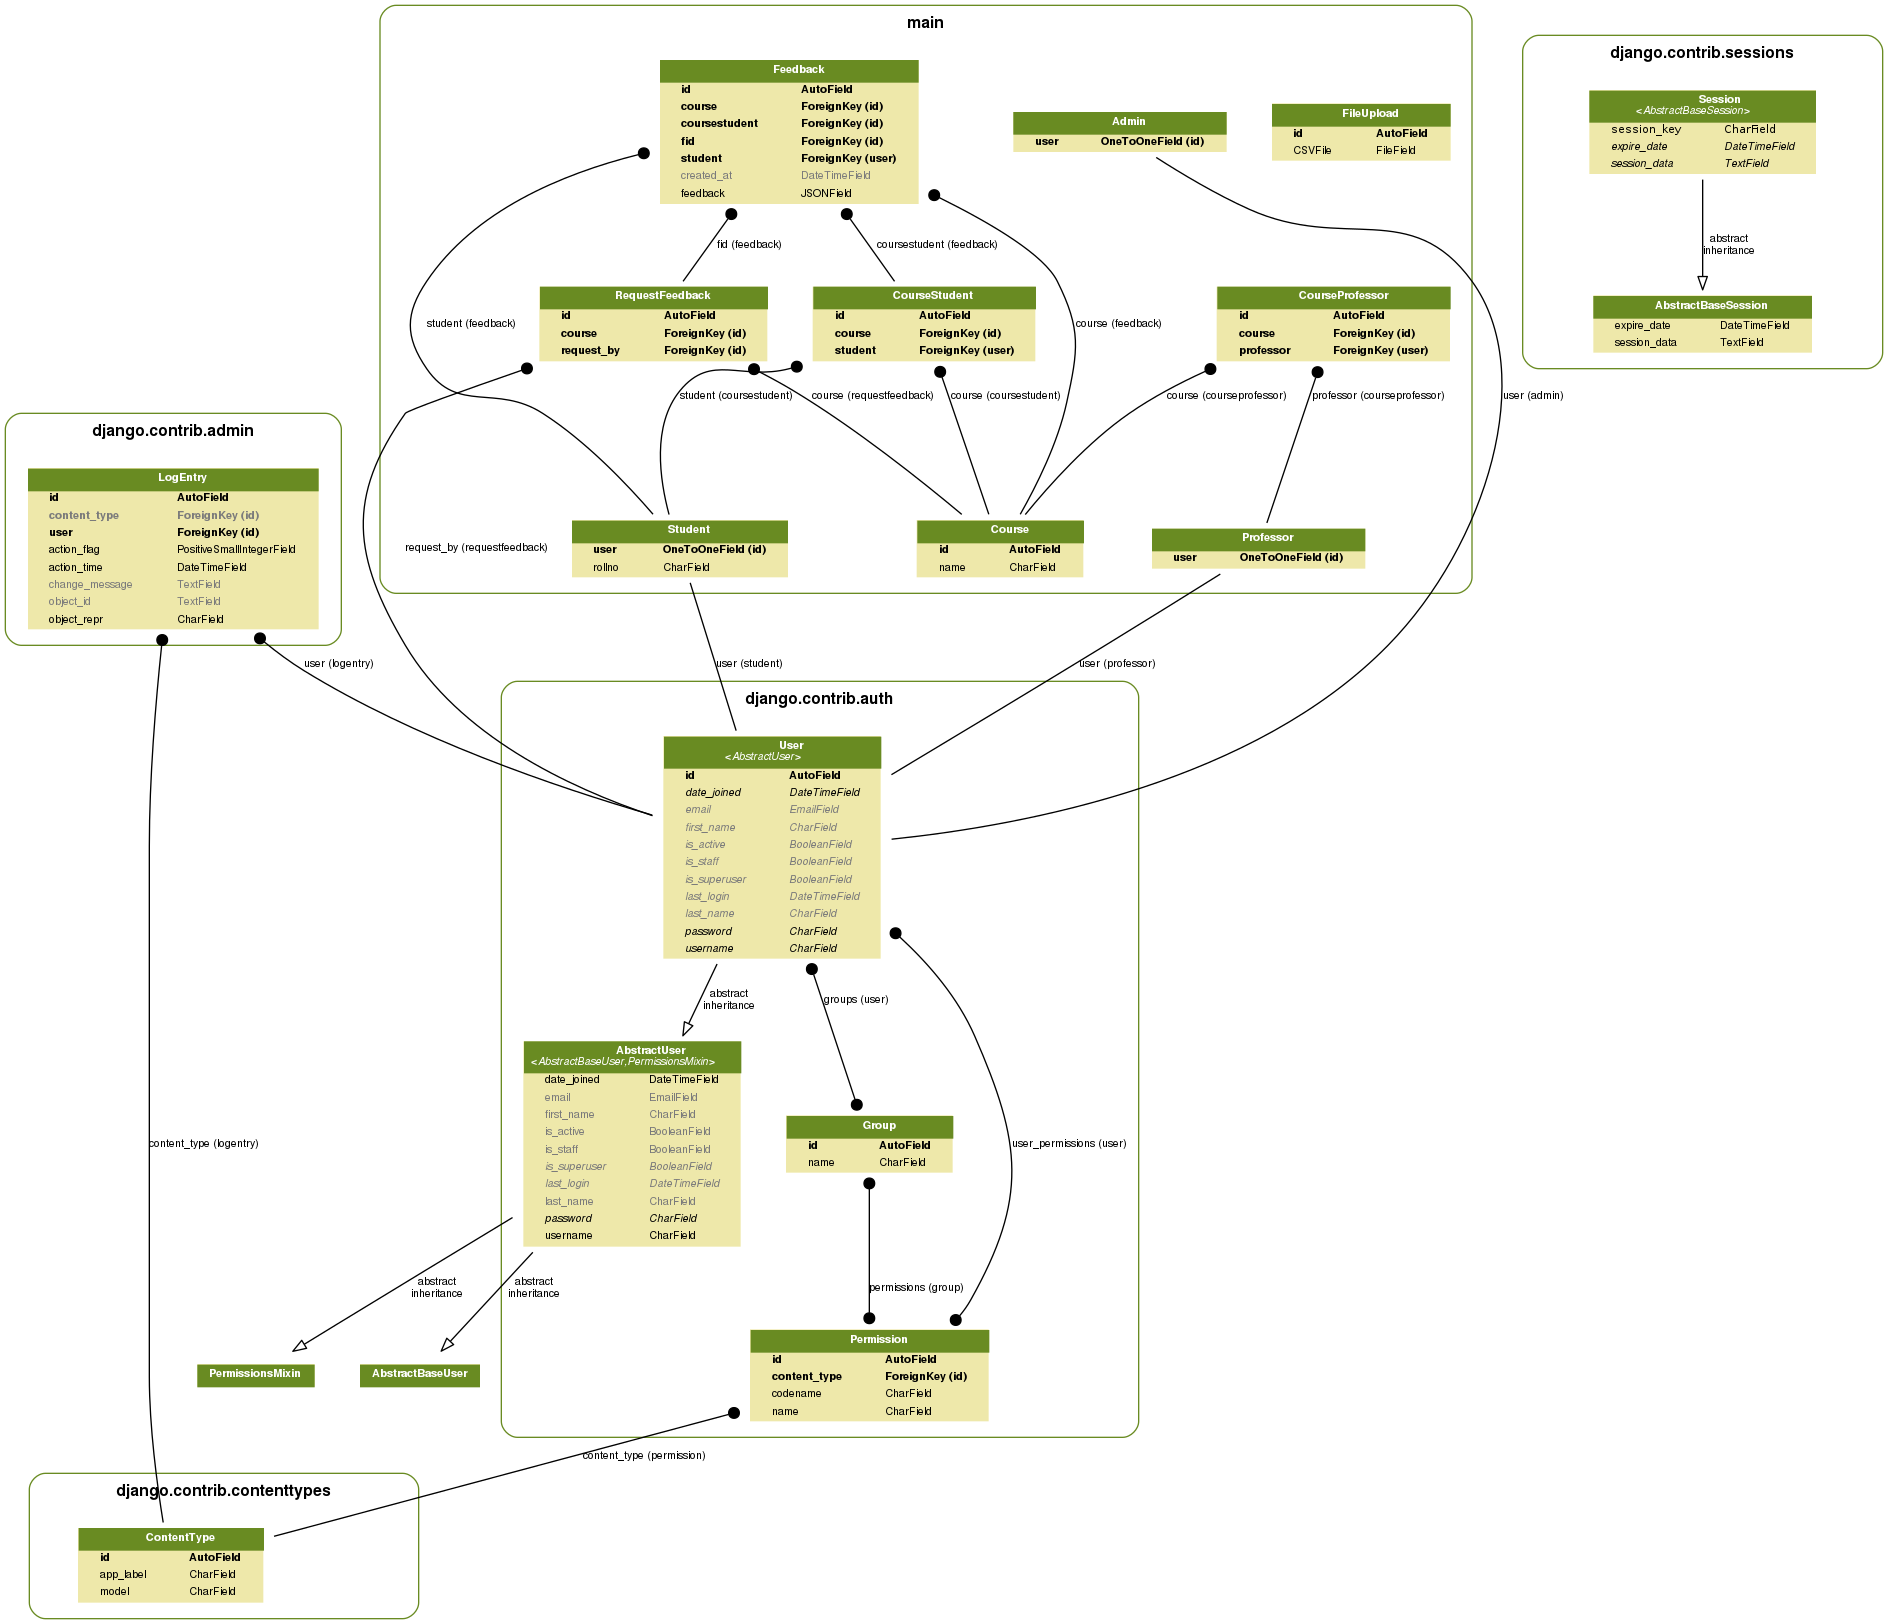 main
Feedback
id AutoField
course ForeignKey (id)
coursestudent ForeignKey (id)
fid ForeignKey (id)
student ForeignKey (user)
created_at DateTimeField
feedback JSONField
Admin
user OneToOneField (id)
FileUpload
id AutoField
CSVFile FileField
django.contrib.sessions
Session
<AbstractBaseSession>
session_key CharField
expire_date DateTimeField
session_data TextField
abstract
inheritance
AbstractBaseSession
expire_date DateTimeField
session_data TextField
fid (feedback)
coursestudent (feedback)
RequestFeedback
id AutoField
course ForeignKey (id)
request_by ForeignKey (id)
CourseStudent
id AutoField
course ForeignKey (id)
student ForeignKey (user)
CourseProfessor
id AutoField
course ForeignKey (id)
professor ForeignKey (user)
student (feedback)
course (feedback)
student (coursestudent)
course (requestfeedback)
course (coursestudent)
course (courseprofessor)
professor (courseprofessor)
user (admin)
request_by (requestfeedback)
Student
user OneToOneField (id)
rollno CharField
Course
id AutoField
name CharField
Professor
user OneToOneField (id)
django.contrib.admin
LogEntry
id AutoField
content_type ForeignKey (id)
user ForeignKey (id)
action_flag PositiveSmallIntegerField
action_time DateTimeField
change_message TextField
object_id TextField
object_repr CharField
user (logentry)
user (student)
user (professor)
django.contrib.auth
User
<AbstractUser>
id AutoField
date_joined DateTimeField
email EmailField
first_name CharField
is_active BooleanField
is_staff BooleanField
is_superuser BooleanField
last_login DateTimeField
last_name CharField
password CharField
username CharField
abstract
inheritance
groups (user)
AbstractUser
<AbstractBaseUser,PermissionsMixin>
date_joined DateTimeField
email EmailField
first_name CharField
is_active BooleanField
is_staff BooleanField
is_superuser BooleanField
last_login DateTimeField
last_name CharField
password CharField
username CharField
Group
id AutoField
name CharField
content_type (logentry)
user_permissions (user)
abstract
inheritance
abstract
inheritance
permissions (group)
PermissionsMixin
AbstractBaseUser
Permission
id AutoField
content_type ForeignKey (id)
codename CharField
name CharField
content_type (permission)
django.contrib.contenttypes
ContentType
id AutoField
app_label CharField
model CharField